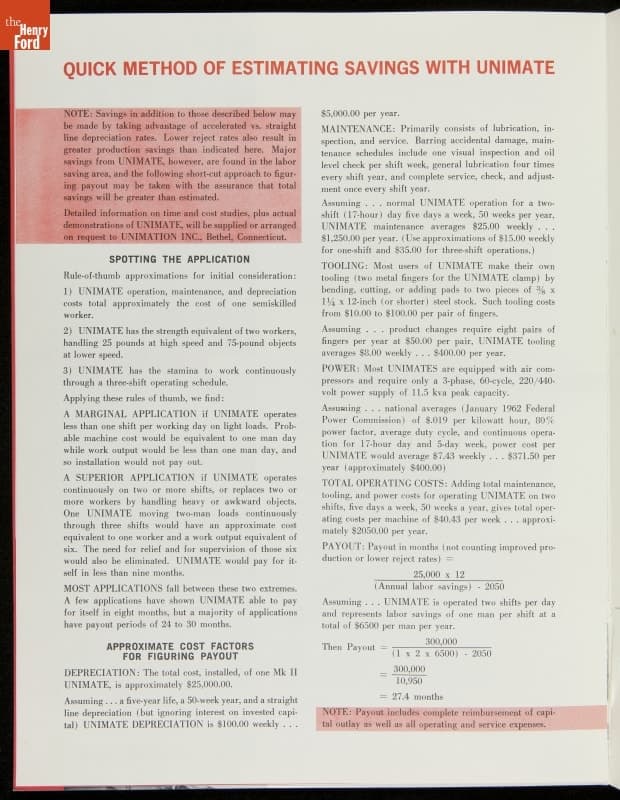 the
Henry
Ford
QUICK METHOD OF ESTIMATING SAVINGS WITH UNIMATE
NOTE: Savings in addition to those described below may
be made by taking advantage of accelerated vs. straight
line depreciation rates. Lower reject rates also result in
greater production savings than indicated here. Major
savings from UNIMATE, however, are found in the labor
saving area, and the following short-cut approach to figur-
ing payout may be taken with the assurance that total
savings will be greater than estimated.
Detailed information on time and cost studies, plus actual
demonstrations of UNIMATE, will be supplied or arranged
on request to UNIMATION INC., Bethel, Connecticut.
SPOTTING THE APPLICATION
Rule-of-thumb approximations for initial consideration:
1) UNIMATE operation, maintenance, and depreciation
costs total approximately the cost of one semiskilled
worker.
2) UNIMATE has the strength equivalent of two workers,
handling 25 pounds at high speed and 75-pound objects
at lower speed.
3) UNIMATE has the stamina to work continuously
through a three-shift operating schedule.
Applying these rules of thumb, we find:
A MARGINAL APPLICATION if UNIMATE operates
less than one shift per working day on light loads. Prob-
able machine cost would be equivalent to one man day
while work output would be less than one man day, and
so installation would not pay out.
A SUPERIOR APPLICATION if UNIMATE operates
continuously on two or more shifts, or replaces two or
more workers by handling heavy or awkward objects.
One UNIMATE moving two-man loads continuously
through three shifts would have an approximate cost
equivalent to one worker and a work output equivalent of
six. The need for relief and for supervision of those six
would also be eliminated. UNIMATE would pay for it-
self in less than nine months.
MOST APPLICATIONS fall between these two extremes.
A few applications have shown UNIMATE able to pay
for itself in eight months, but a majority of applications
have payout periods of 24 to 30 months.
APPROXIMATE COST FACTORS
FOR FIGURING PAYOUT
DEPRECIATION: The total cost, installed, of one Mk II
UNIMATE, is approximately $25,000.00.
Assuming . . . a five-year life, a 50-week year, and a straight
line depreciation (but ignoring interest on invested capi-
tal) UNIMATE DEPRECIATION is $100.00 weekly . . .
$5,000.00 per year.
MAINTENANCE: Primarily consists of lubrication, in-
spection, and service. Barring accidental damage, main-
tenance schedules include one visual inspection and oil
level check per shift week, general lubrication four times
every shift year, and complete service, check, and adjust-
ment once every shift year.
Assuming . . . normal UNIMATE operation for a two-
shift (17-hour) day five days a week, 50 weeks per year,
UNIMATE maintenance averages $25.00 weekly . . .
$1,250.00 per year. (Use approximations of $15.00 weekly
for one-shift and $35.00 for three-shift operations.)
TOOLING: Most users of UNIMATE make their own
tooling (two metal fingers for the UNIMATE clamp) by
bending, cutting, or adding pads to two pieces of ⅜ x
1¼ x 12-inch (or shorter) steel stock. Such tooling costs
from $10.00 to $100.00 per pair of fingers.
Assuming . . . product changes require eight pairs of
fingers per year at $50.00 per pair, UNIMATE tooling
averages $8.00 weekly . . . $400.00 per year.
POWER: Most UNIMATES are equipped with air com-
pressors and require only a 3-phase, 60-cycle, 220/440-
volt power supply of 11.5 kva peak capacity.
Assuming . . . national averages (January 1962 Federal
Power Commission) of $.019 per kilowatt hour, 80%
power factor, average duty cycle, and continuous opera-
tion for 17-hour day and 5-day week, power cost per
UNIMATE would average $7.43 weekly . . . $371.50 per
year (approximately $400.00)
TOTAL OPERATING COSTS: Adding total maintenance,
tooling, and power costs for operating UNIMATE on two
shifts, five days a week, 50 weeks a year, gives total oper-
ating costs per machine of $40.43 per week . . . approxi-
mately $2050.00 per year.
PAYOUT: Payout in months (not counting improved pro-
duction or lower reject rates) =
25,000 x 12
(Annual labor savings) - 2050
Assuming . . . UNIMATE is operated two shifts per day
and represents labor savings of one man per shift at a
total of $6500 per man per year.
300,000
Then Payout =
(1 x 2 x 6500) - 2050
300,000
=
10,950
= 27.4 months
NOTE: Payout includes complete reimbursement of capi-
tal outlay as well as all operating and service expenses.